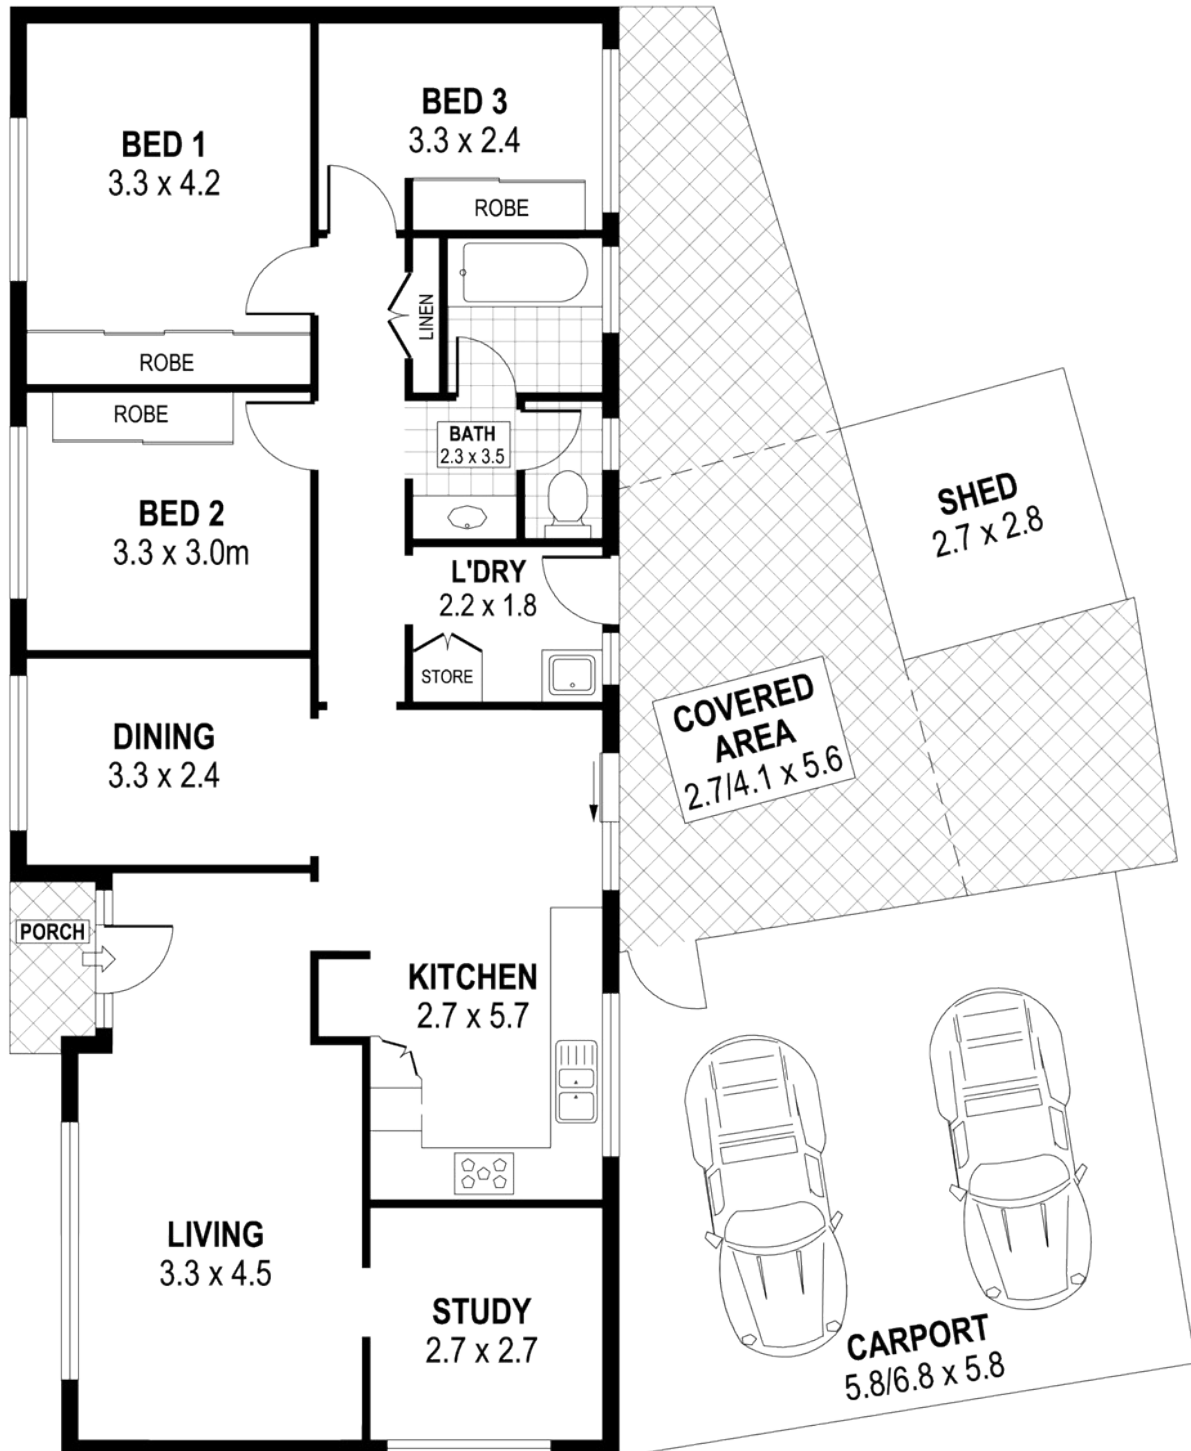 BED 1
3.3 x 4.2
BED 3
3.3 x 2.4
ROBE
LINEN
ROBE
ROBE
BATH
2.3 x 3.5
BED 2
3.3 x 3.0m
SHED
2.7 x 2.8
L'DRY
2.2 x 1.8
STORE
COVERED
AREA
2.7/4.1 x 5.6
DINING
3.3 x 2.4
PORCH
KITCHEN
2.7 x 5.7
LIVING
3.3 x 4.5
STUDY
2.7 x 2.7
CARPORT
5.8/6.8 x 5.8